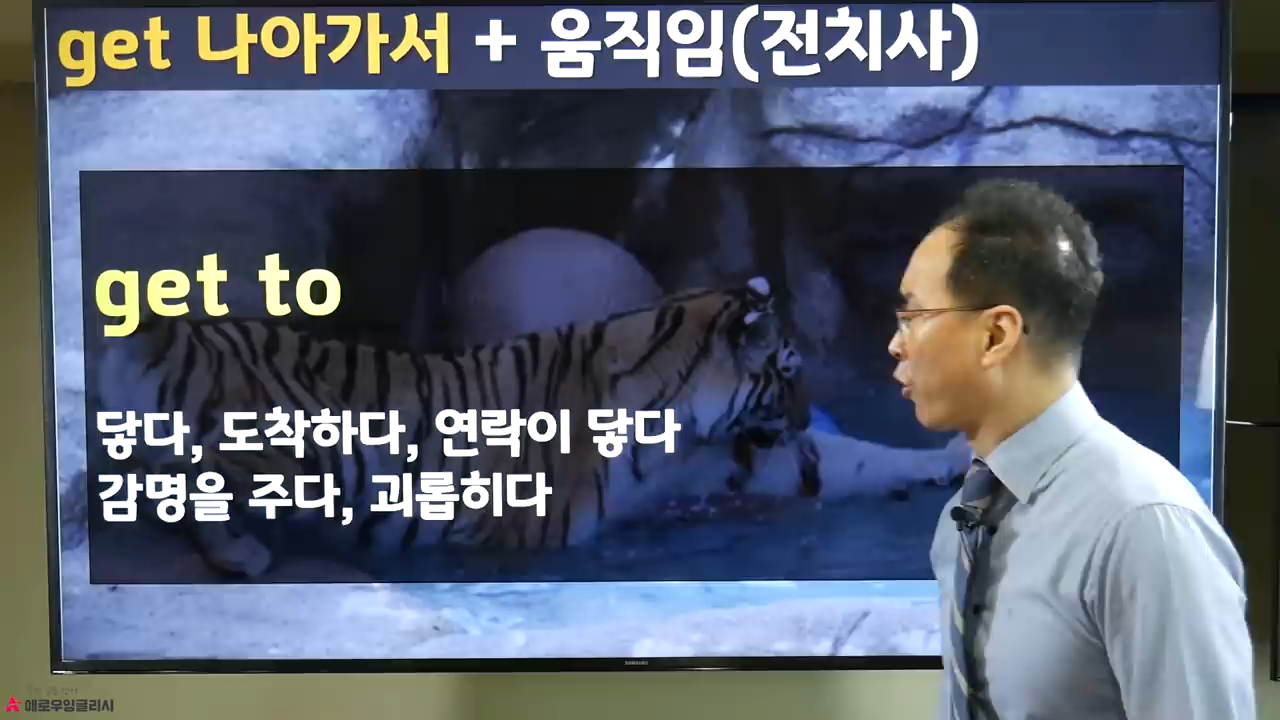 get 나아가서 + 움직임(전치사)
get to
닿다, 도착하다, 연락이 닿다
감명을 주다, 괴롭히다
SAMSUNG
애로우잉글리시